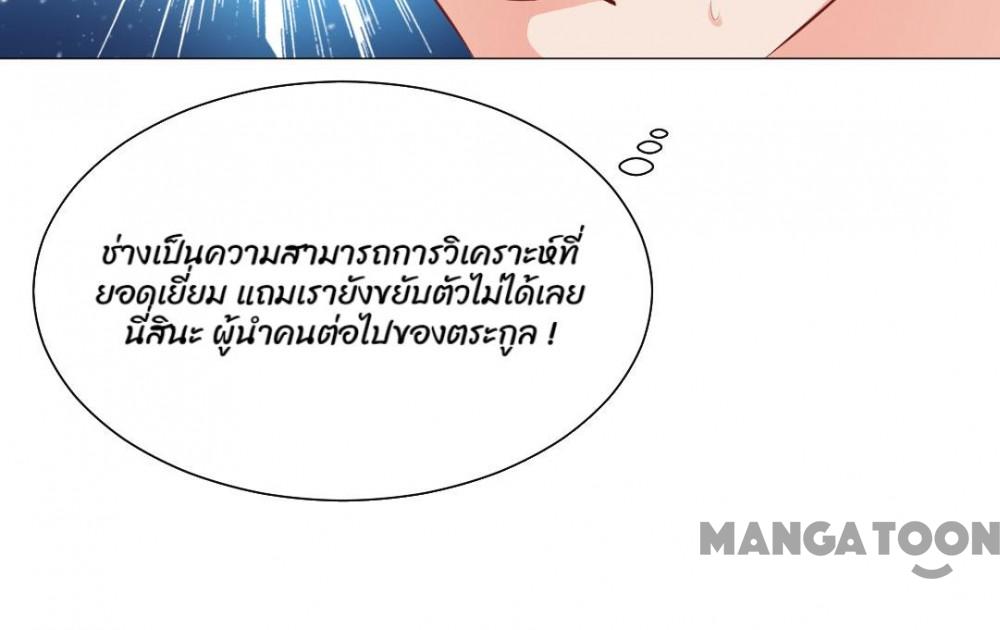 ช่างเป็นความสามารถการวิเคราะห์ที่
ยอดเยี่ยม แถมเรายังขยับตัวไม่ได้เลย
นี่สินะ ผู้นำคนต่อไปของตระกูล !
MANGATOON